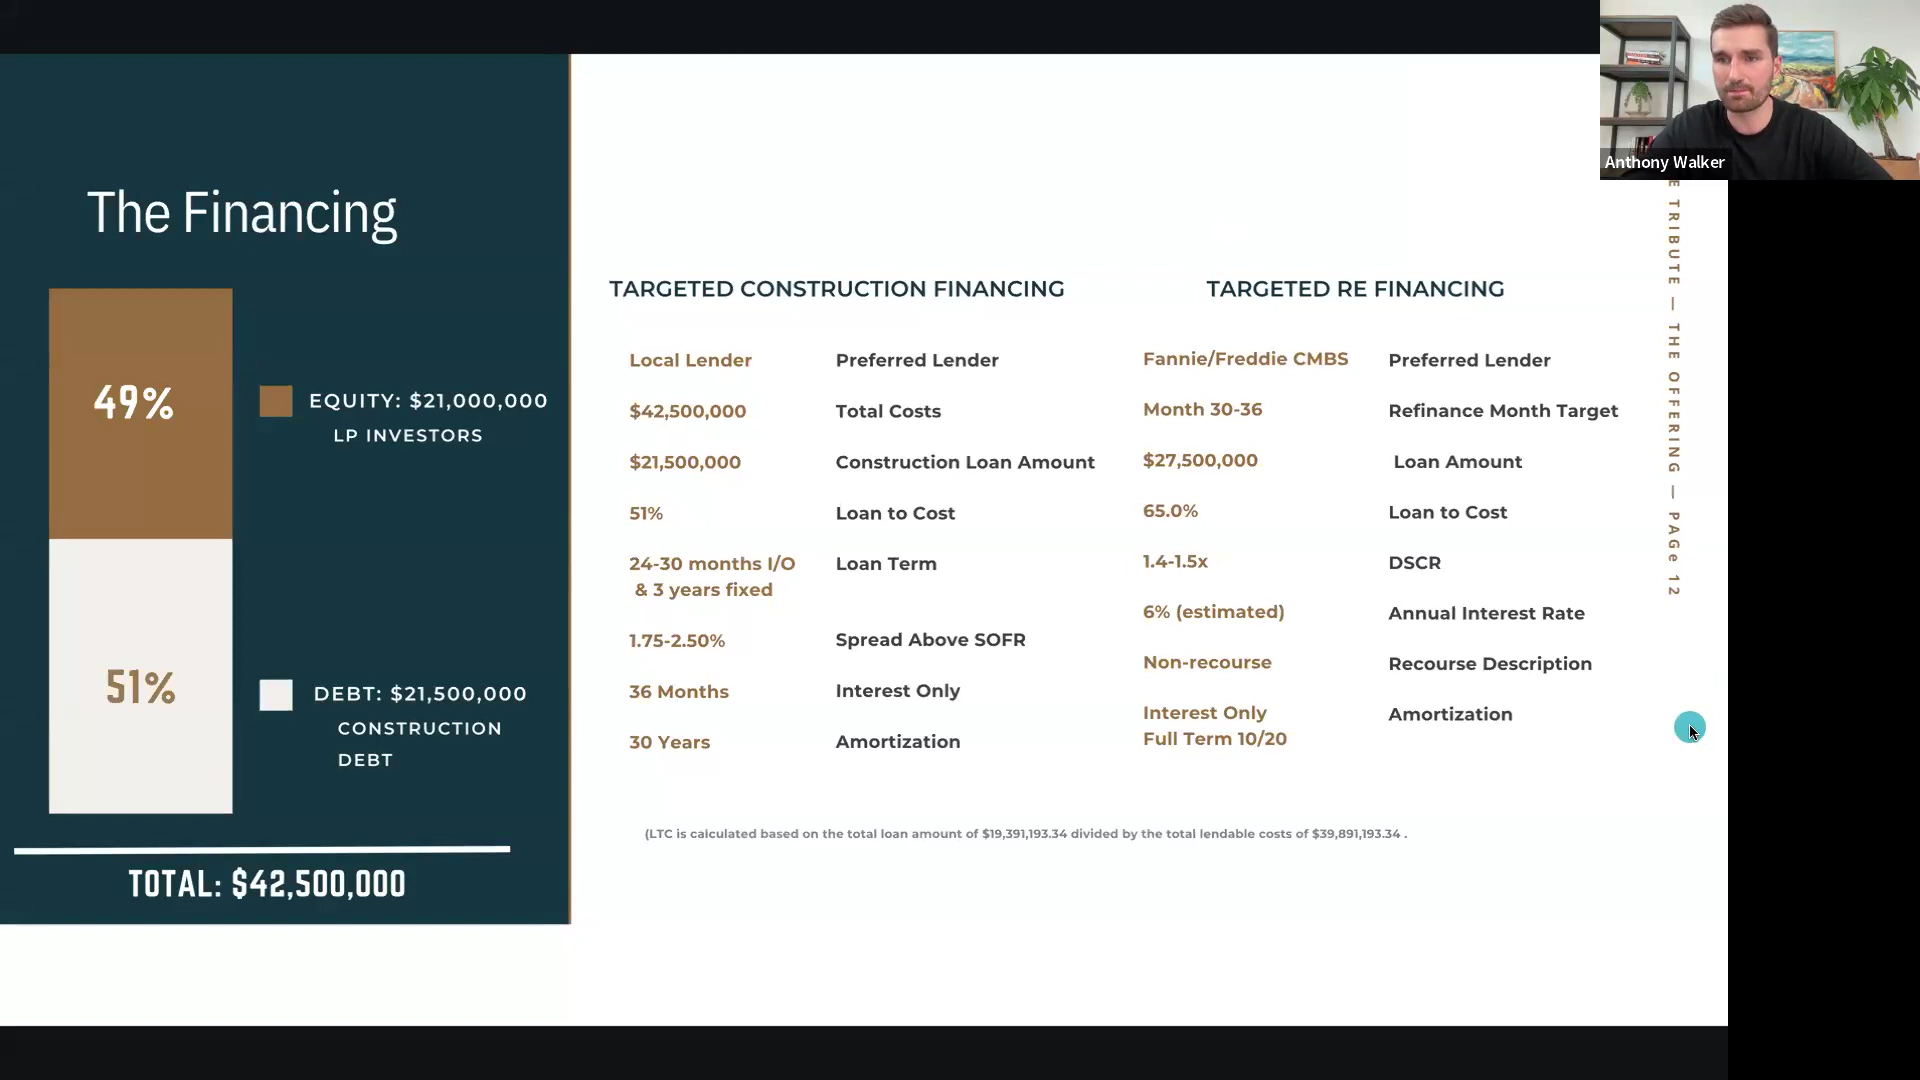 Anthony Walker
The Financing
49%
EQUITY: $21,000,000
LP INVESTORS
51%
DEBT: $21,500,000
CONSTRUCTION
DEBT
TOTAL: $42,500,000
TARGETED CONSTRUCTION FINANCING
Local Lender Preferred Lender
$42,500,000 Total Costs
$21,500,000 Construction Loan Amount
51% Loan to Cost
24-30 months I/O Loan Term
& 3 years fixed
1.75-2.50% Spread Above SOFR
36 Months Interest Only
30 Years Amortization
TARGETED RE FINANCING
Fannie/Freddie CMBS Preferred Lender
Month 30-36 Refinance Month Target
$27,500,000 Loan Amount
65.0% Loan to Cost
1.4-1.5x DSCR
6% (estimated) Annual Interest Rate
Non-recourse Recourse Description
Interest Only Amortization
Full Term 10/20
(LTC is calculated based on the total loan amount of $19,391,193.34 divided by the total lendable costs of $39,891,193.34 .
E TRIBUTE — THE OFFERING — PAGe 12